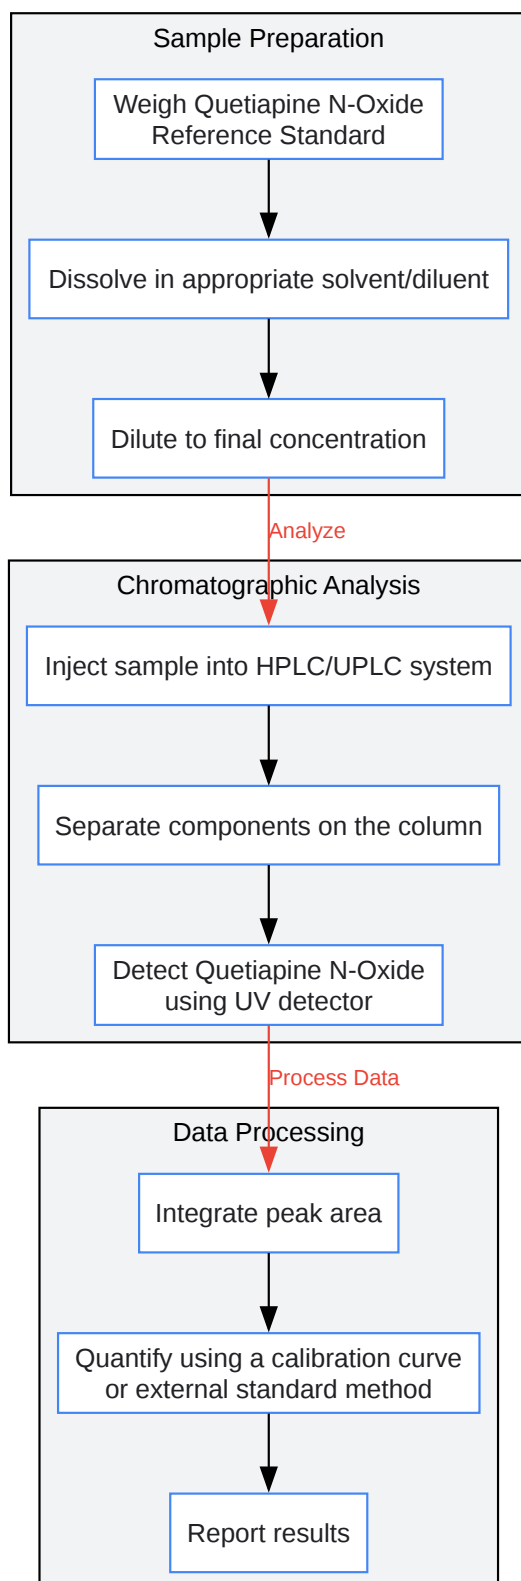 Sample Preparation
Weigh Quetiapine N-Oxide
Reference Standard
Dissolve in appropriate solvent/diluent
Dilute to final concentration
Analyze
Chromatographic Analysis
Inject sample into HPLC/UPLC system
Separate components on the column
Detect Quetiapine N-Oxide
using UV detector
Process Data
Data Processing
Integrate peak area
Quantify using a calibration curve
or external standard method
Report results